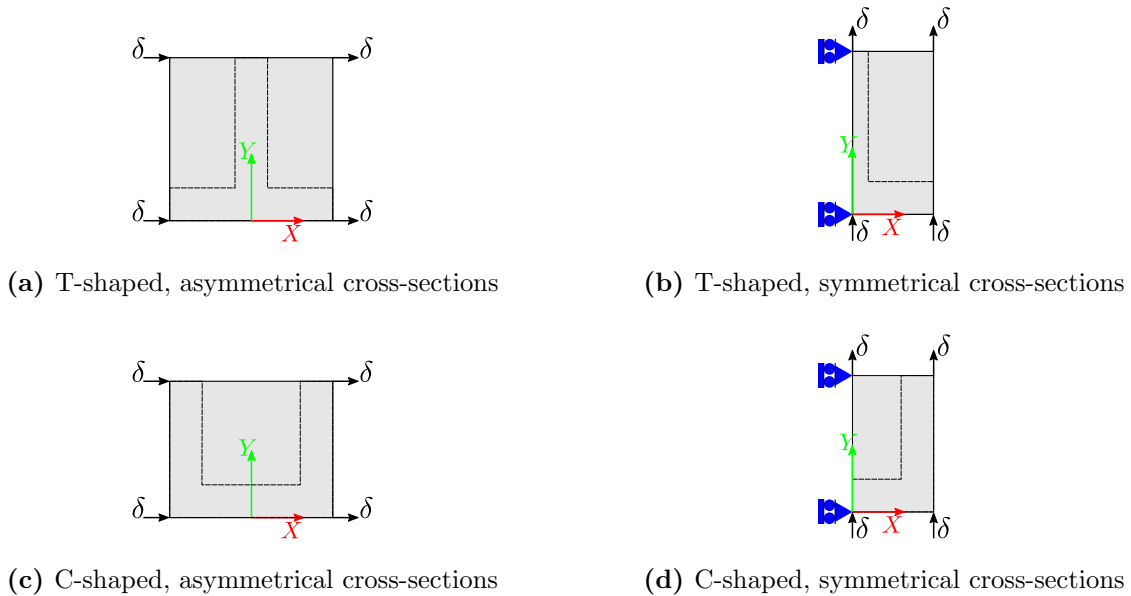 δ δ δ δ
Y Y
δ δ X δ X δ
(a) T-shaped, asymmetrical cross-sections (b) T-shaped, symmetrical cross-sections
δ δ δ δ
Y Y
δ δ X δ X δ
(c) C-shaped, asymmetrical cross-sections (d) C-shaped, symmetrical cross-sections